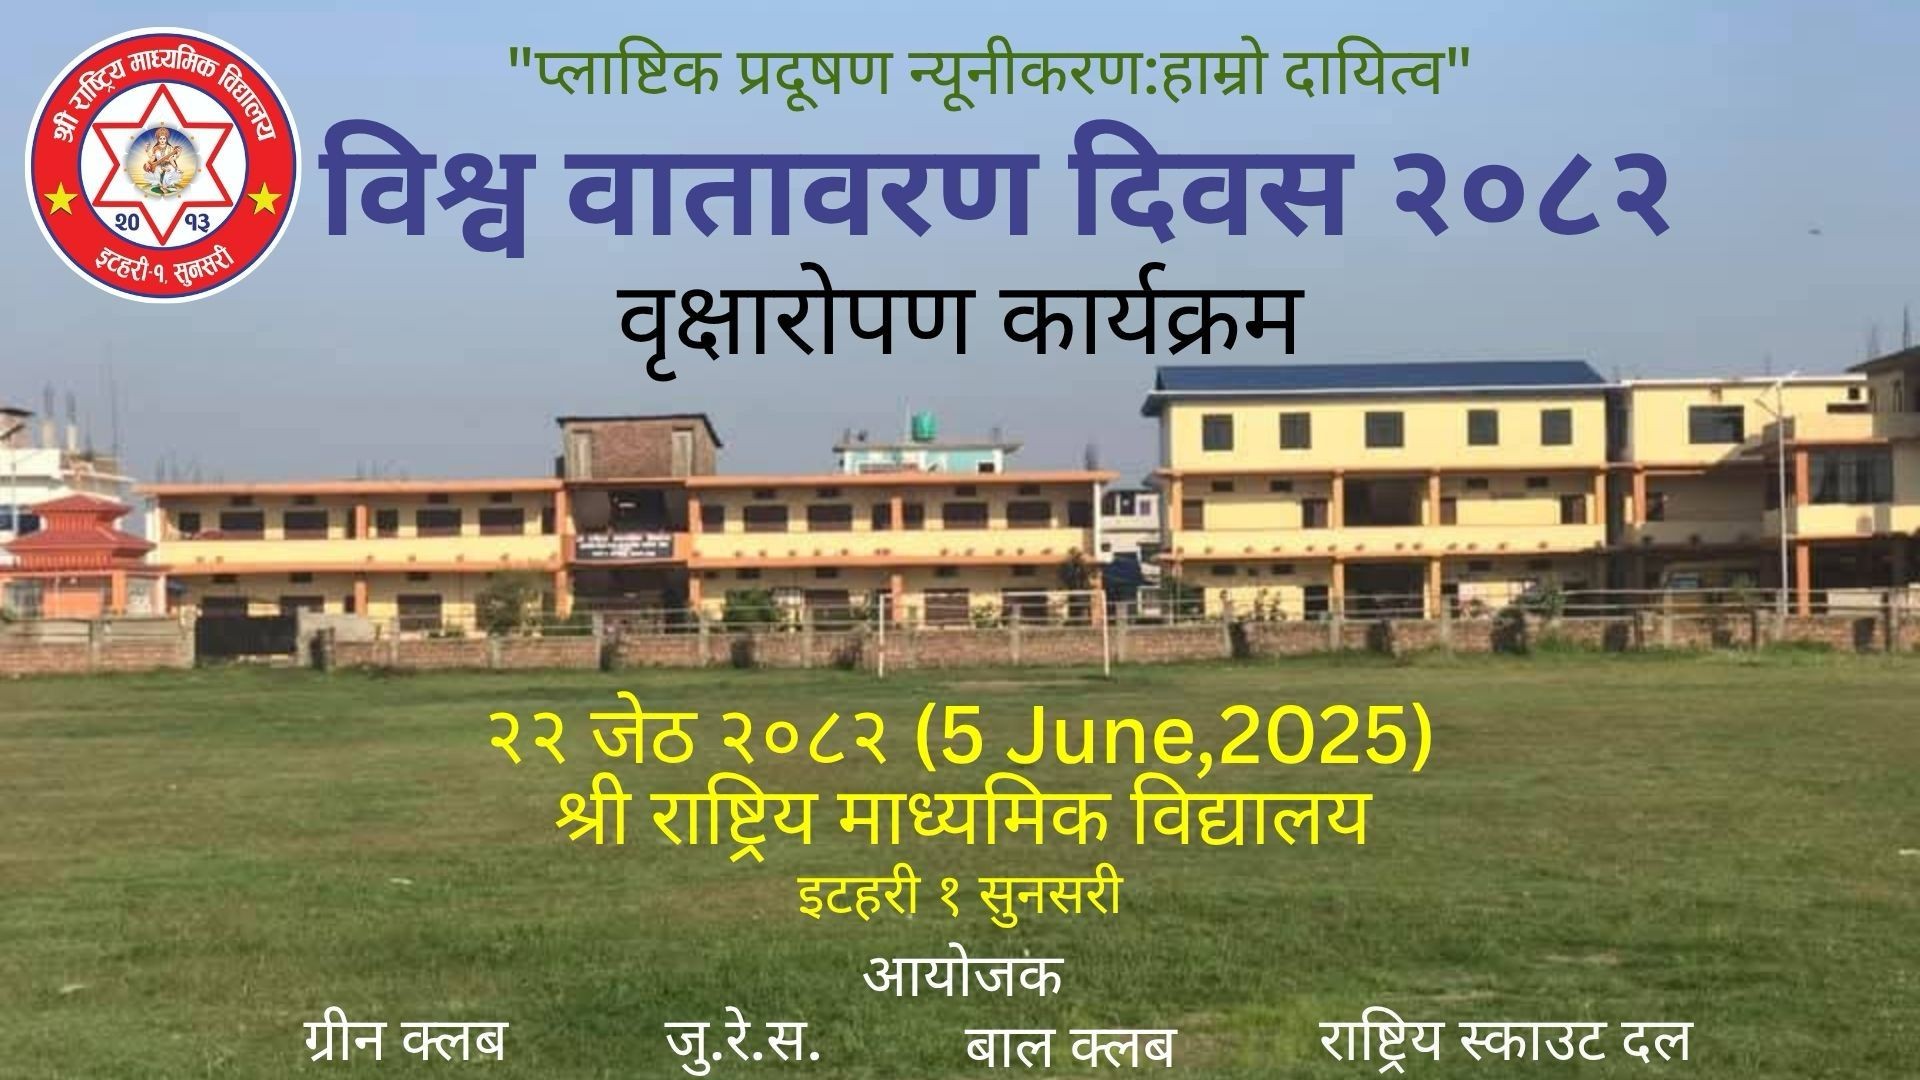 श्री राष्ट्रिय माध्यमिक विद्यालय
२० १३
इटहरी-१, सुनसरी
"प्लाष्टिक प्रदूषण न्यूनीकरण:हाम्रो दायित्व"
विश्व वातावरण दिवस २०८२
वृक्षारोपण कार्यक्रम
२२ जेठ २०८२ (5 June,2025)
श्री राष्ट्रिय माध्यमिक विद्यालय
इटहरी १ सुनसरी
आयोजक
ग्रीन क्लब जु.रे.स. बाल क्लब राष्ट्रिय स्काउट दल